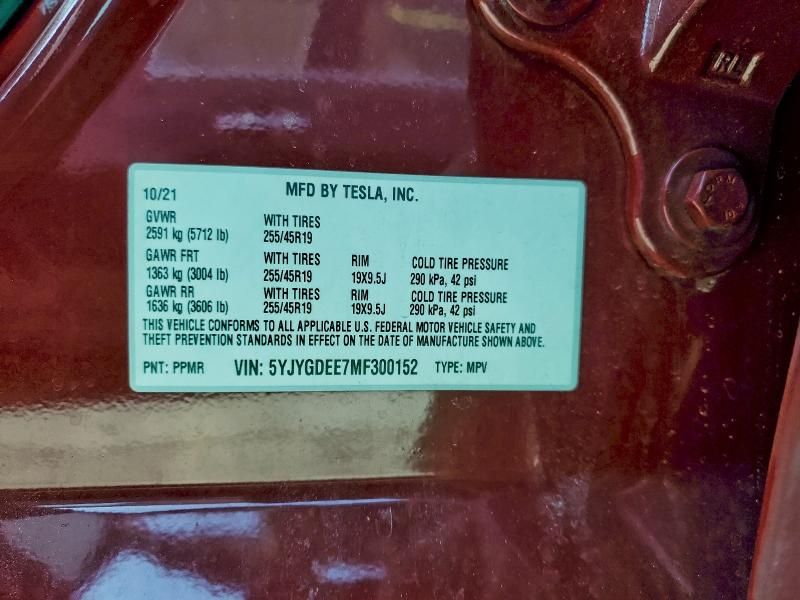 10/21 MFD BY TESLA, INC.
GVWR WITH TIRES
2591 kg (5712 lb) 255/45R19
GAWR FRT WITH TIRES RIM COLD TIRE PRESSURE
1363 kg (3004 lb) 255/45R19 19X9.5J 290 kPa, 42 psi
GAWR RR WITH TIRES RIM COLD TIRE PRESSURE
1636 kg (3606 lb) 255/45R19 19X9.5J 290 kPa, 42 psi
THIS VEHICLE CONFORMS TO ALL APPLICABLE U.S. FEDERAL MOTOR VEHICLE SAFETY AND
THEFT PREVENTION STANDARDS IN EFFECT ON THE DATE OF MANUFACTURE SHOWN ABOVE.
PNT: PPMR VIN: 5YJYGDEE7MF300152 TYPE: MPV